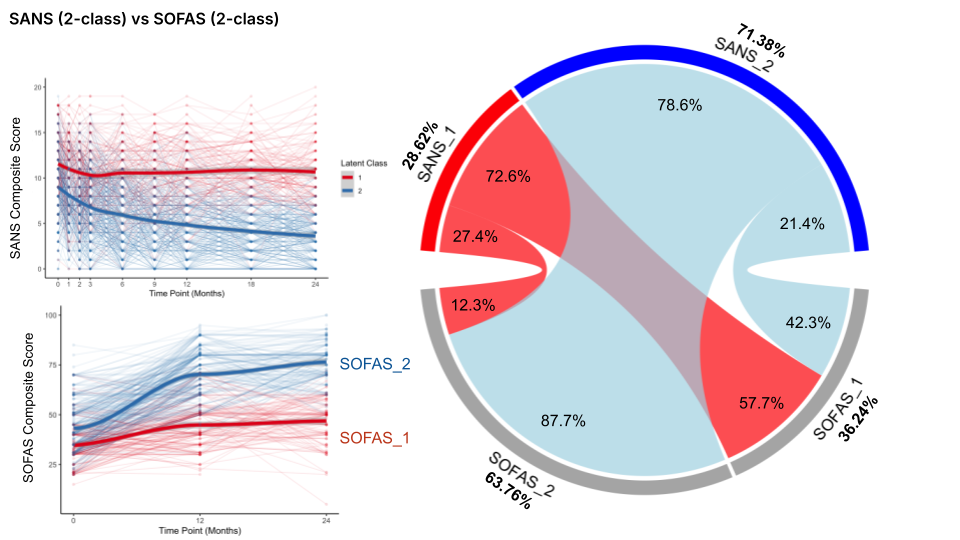 SANS (2-class) vs SOFAS (2-class)
SANS Composite Score
20
15
10
5
0
0 1 2 3 6 9 12 18 24
Time Point (Months)
Latent Class
1
2
SOFAS Composite Score
100
75
50
25
0 12 24
Time Point (Months)
SOFAS_2
SOFAS_1
71.38%
SANS_2
28.62%
SANS_1
78.6%
72.6%
21.4%
27.4%
12.3%
42.3%
57.7%
87.7%
SOFAS_1
36.24%
SOFAS_2
63.76%